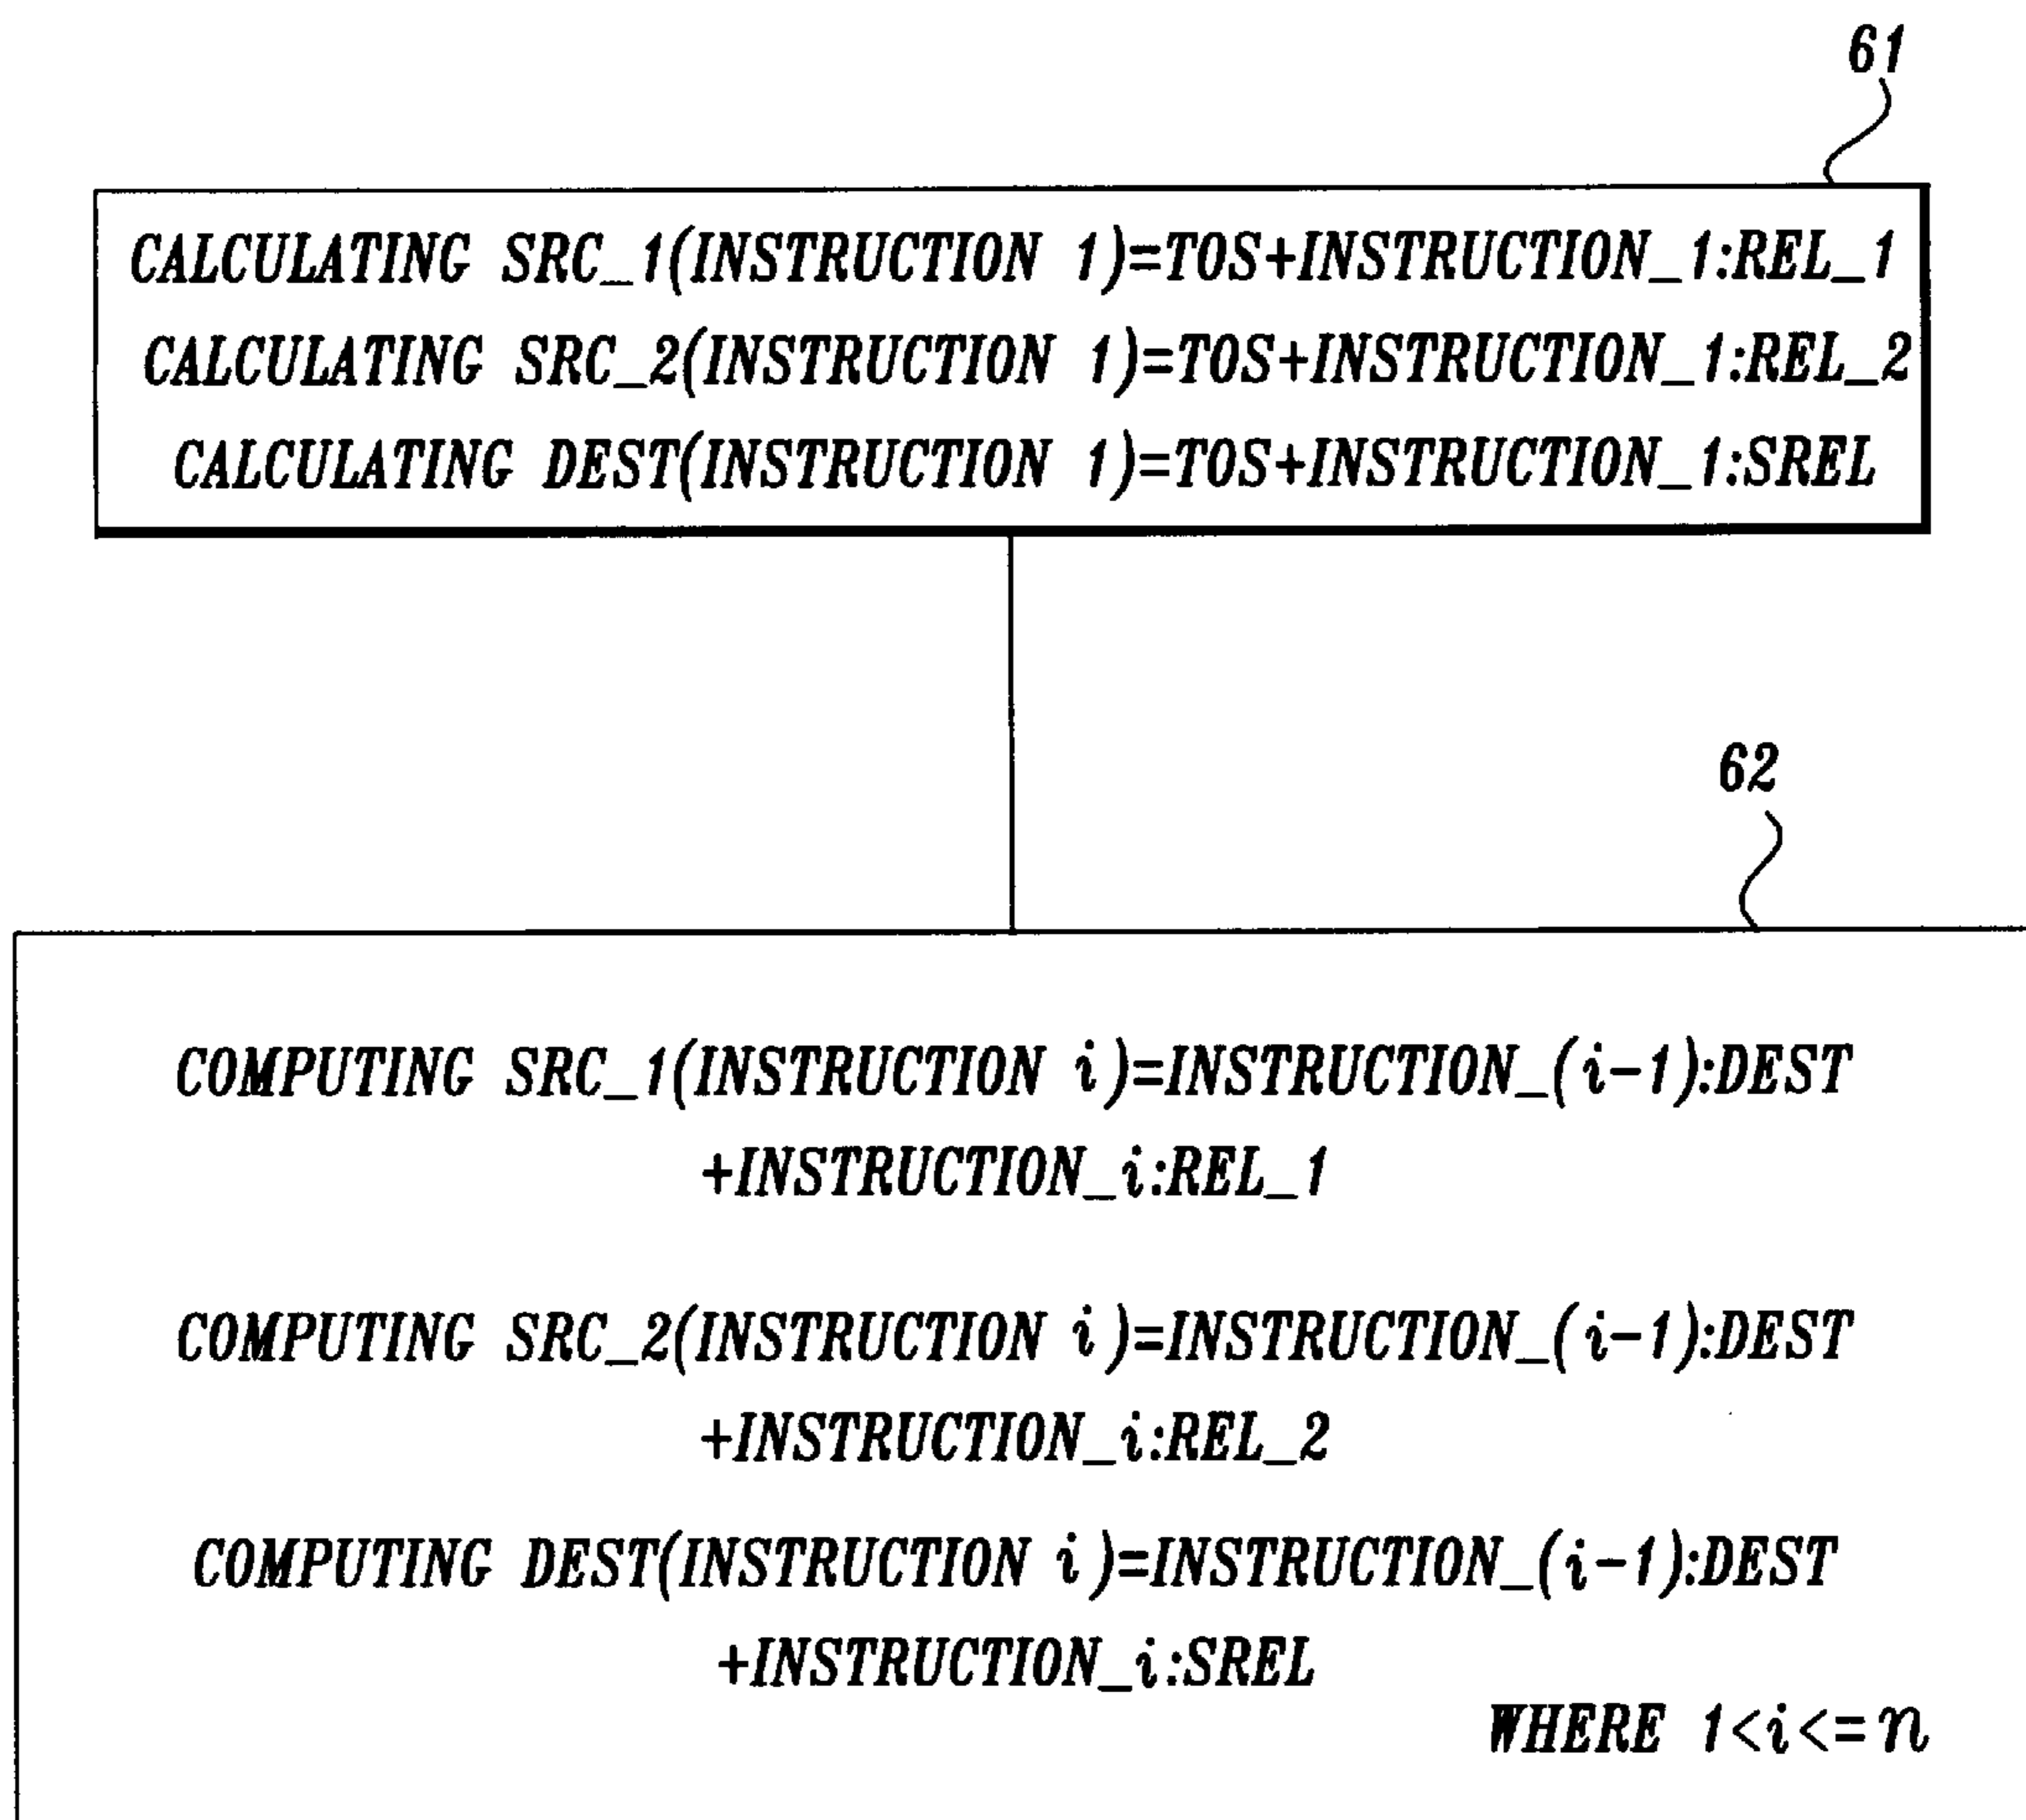 61
CALCULATING SRC_1(INSTRUCTION 1)=TOS+INSTRUCTION_1:REL_1
CALCULATING SRC_2(INSTRUCTION 1)=TOS+INSTRUCTION_1:REL_2
CALCULATING DEST(INSTRUCTION 1)=TOS+INSTRUCTION_1:SREL
62
COMPUTING SRC_1(INSTRUCTION i)=INSTRUCTION_(i-1):DEST
+INSTRUCTION_i:REL_1
COMPUTING SRC_2(INSTRUCTION i)=INSTRUCTION_(i-1):DEST
+INSTRUCTION_i:REL_2
COMPUTING DEST(INSTRUCTION i)=INSTRUCTION_(i-1):DEST
+INSTRUCTION_i:SREL
WHERE 1<i<=n